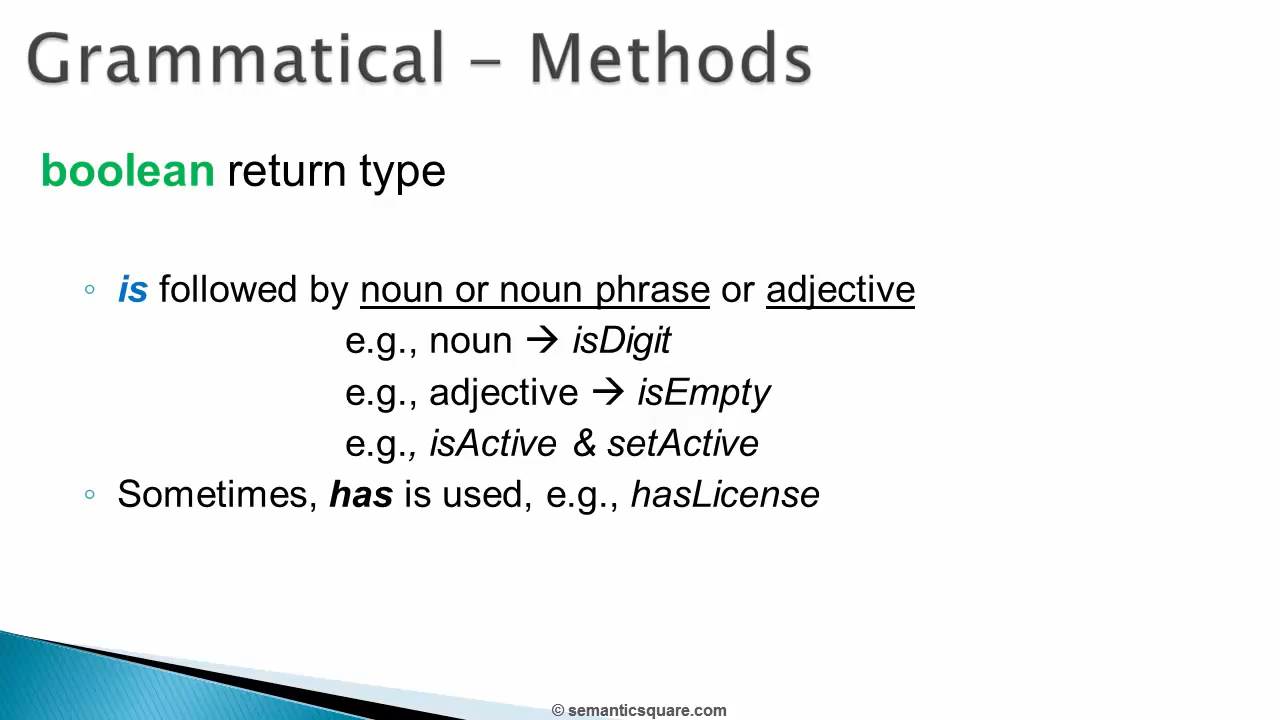 Grammatical - Methods
boolean return type
◦ is followed by noun or noun phrase or adjective
e.g., noun → isDigit
e.g., adjective → isEmpty
e.g., isActive & setActive
◦ Sometimes, has is used, e.g., hasLicense
© semanticsquare.com